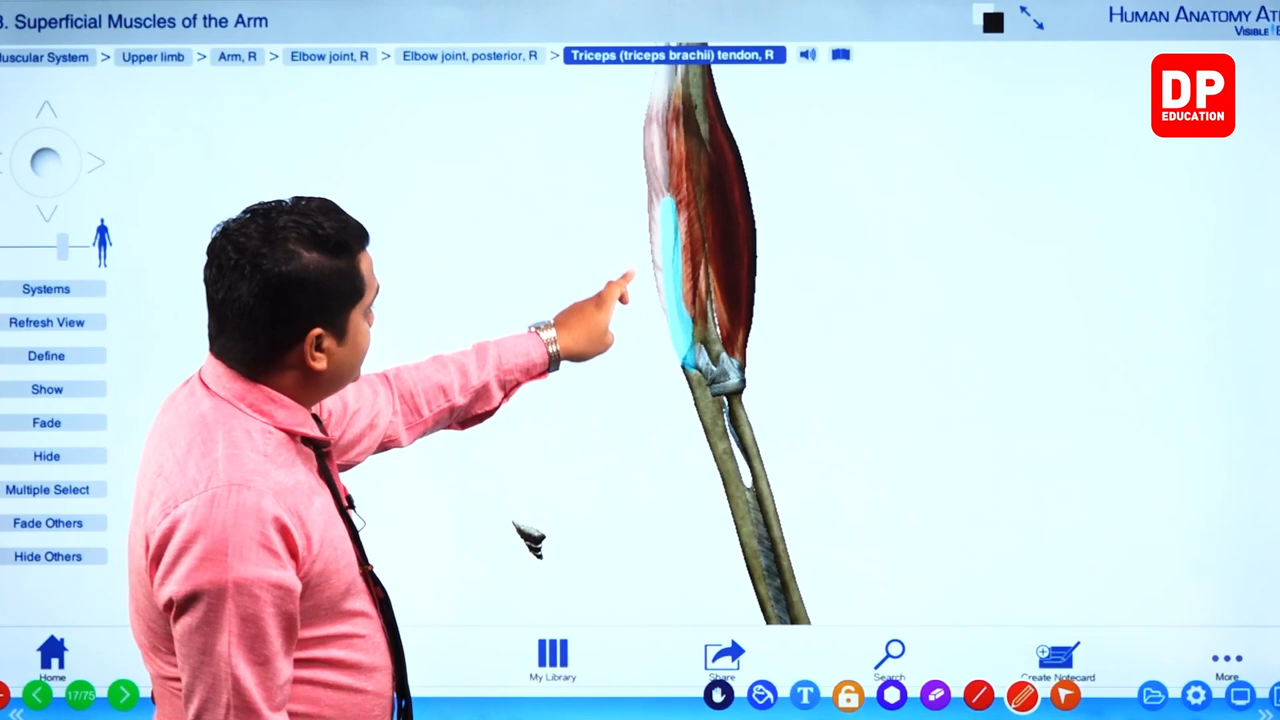 3. Superficial Muscles of the Arm
HUMAN ANATOMY AT
VISIBLE
uscular System > Upper limb > Arm, R > Elbow joint, R > Elbow joint, posterior, R > Triceps (triceps brachii) tendon, R
DP
EDUCATION
Systems
Refresh View
Define
Show
Fade
Hide
Multiple Select
Fade Others
Hide Others
Home
My Library
Share
Search
Create Notecard
More
17/75
T